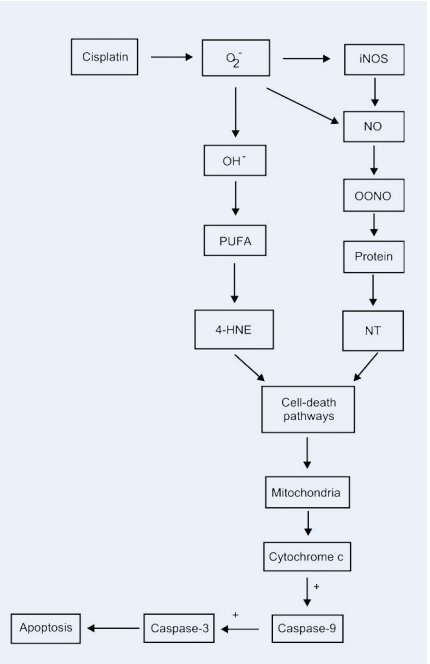 Cisplatin
O2-
iNOS
NO
OH-
OONO
PUFA
Protein
4-HNE
NT
Cell-death
pathways
Mitochondria
Cytochrome c
+
+
Apoptosis
Caspase-3
Caspase-9